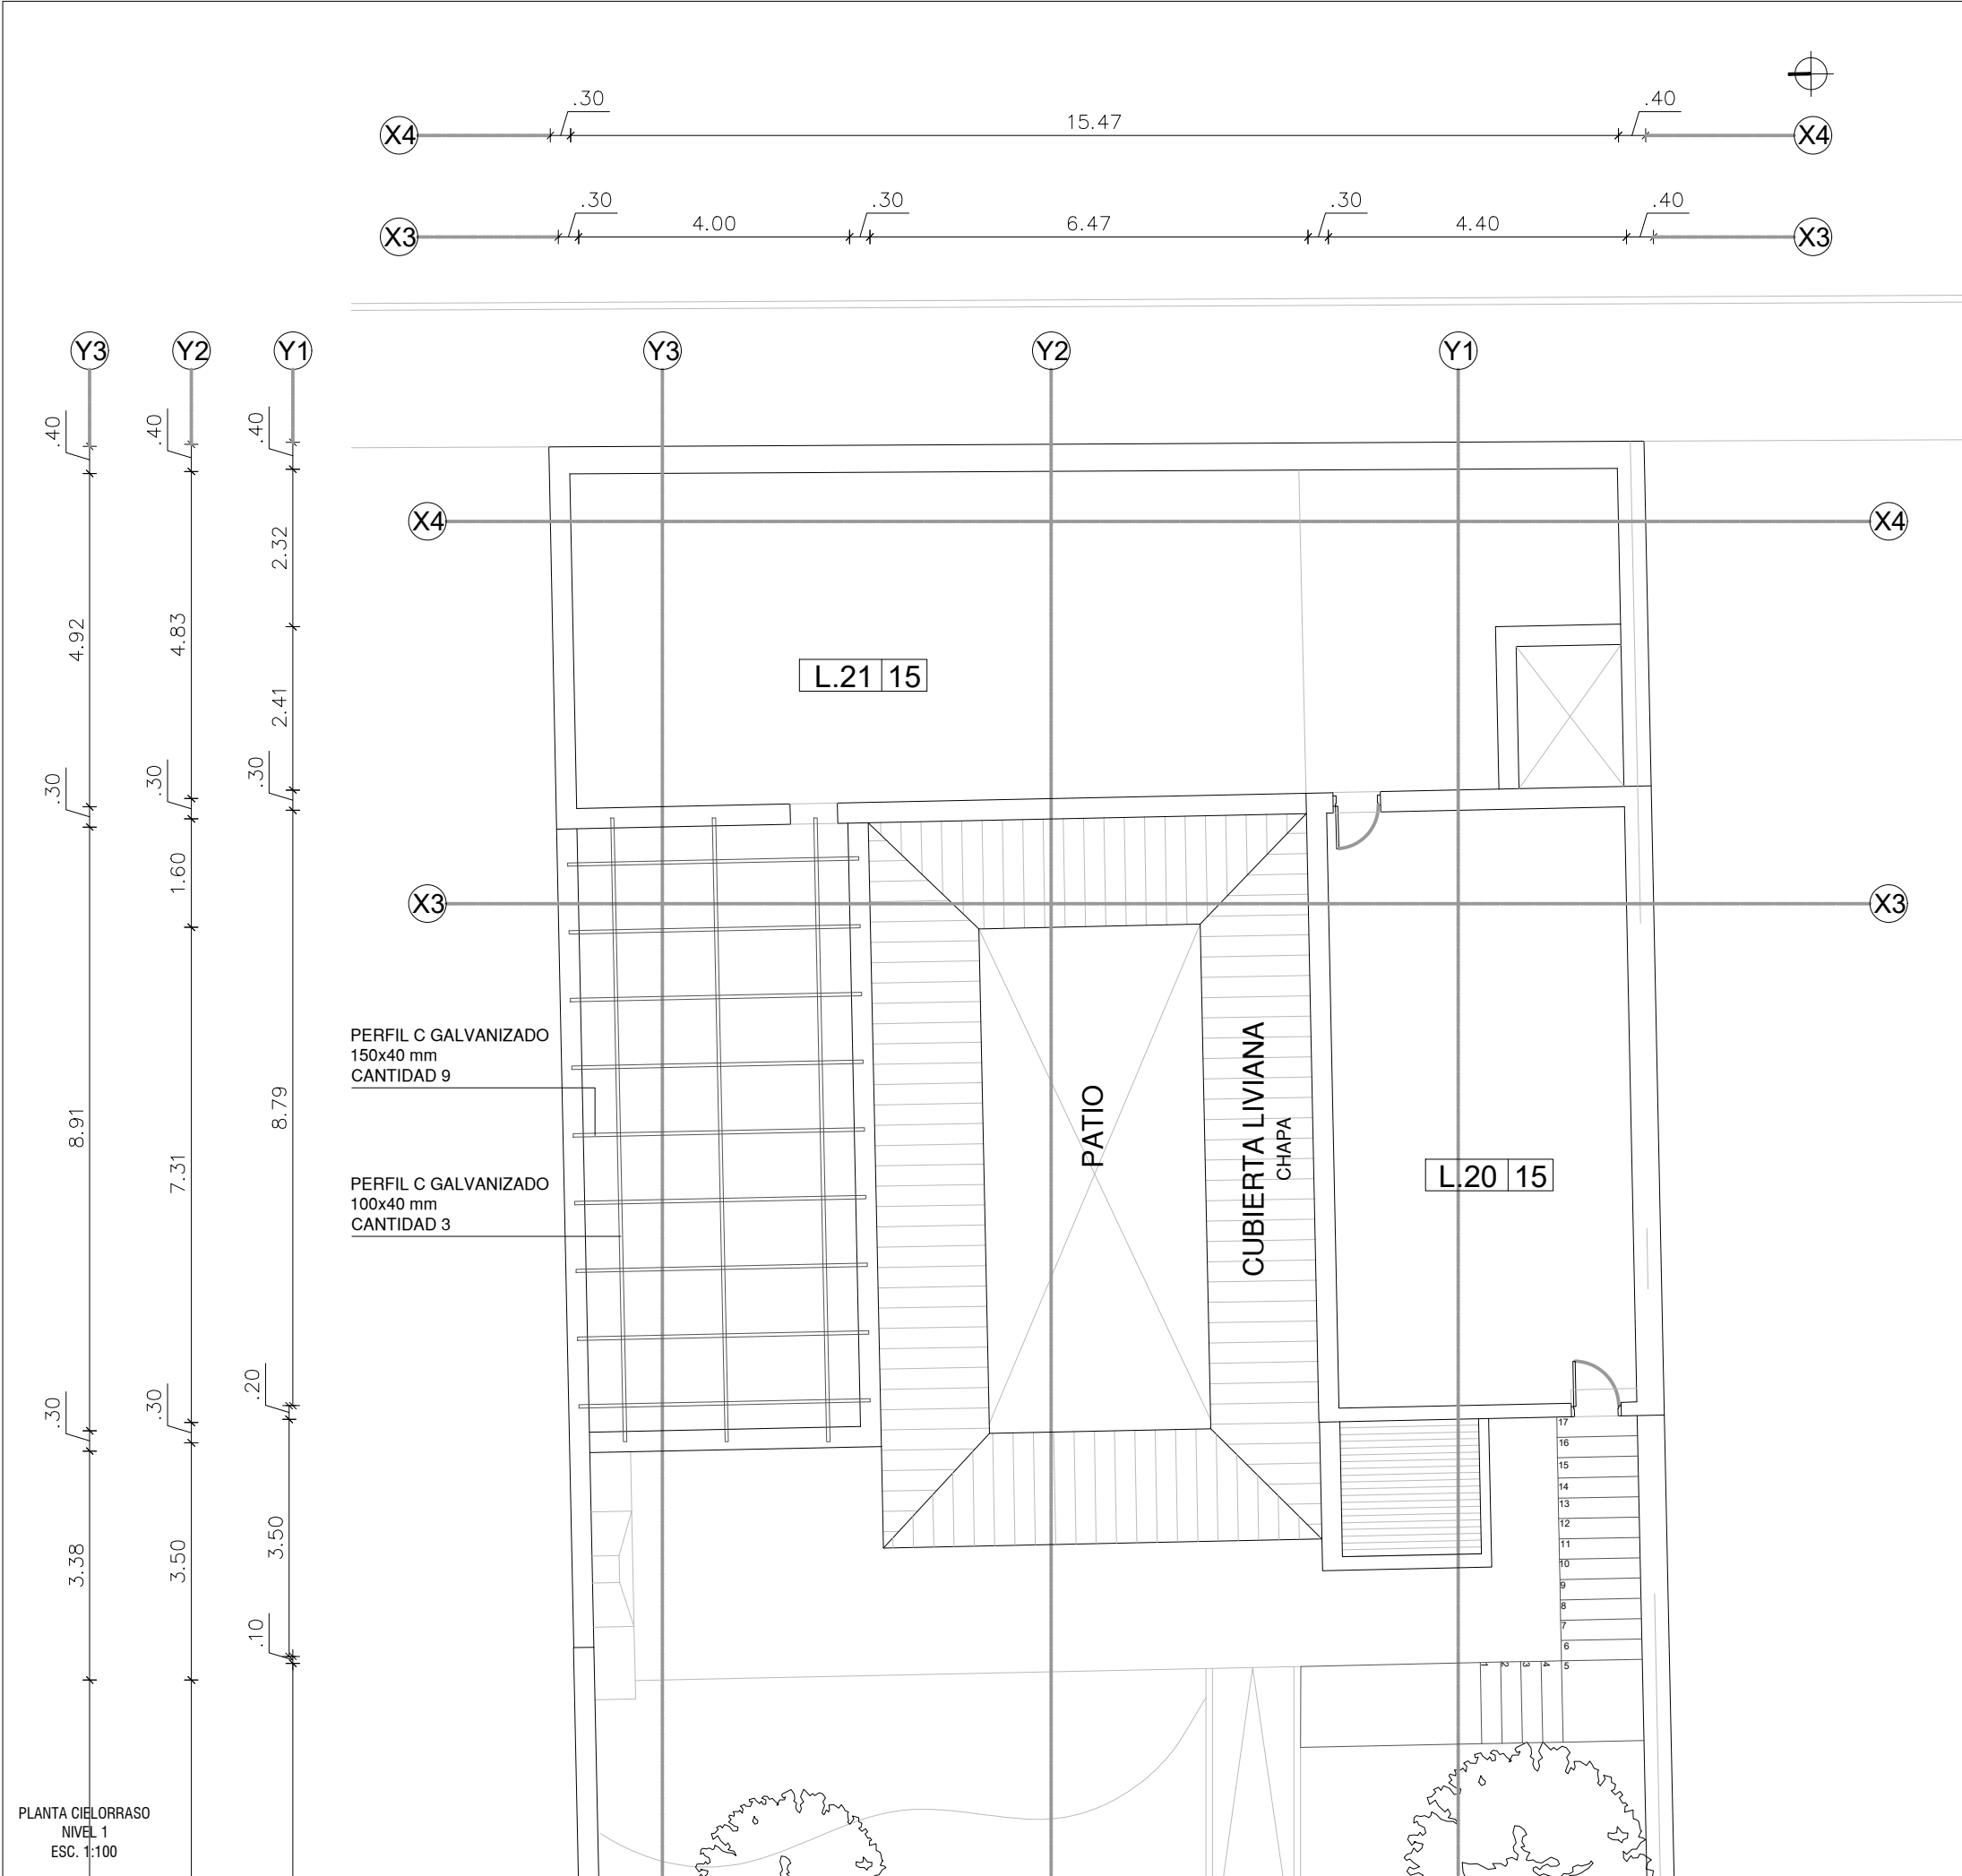 .30
15.47
.40
X4
X4
.30
4.00
.30
6.47
.30
4.40
.40
X3
X3
Y3
Y2
Y1
Y3
Y2
Y1
.40
.40
.40
X4
X4
2.32
4.92
4.83
L.21 15
2.41
.30
.30
.30
1.60
X3
X3
PERFIL C GALVANIZADO
150x40 mm
CANTIDAD 9
8.91
7.31
8.79
PATIO
CUBIERTA LIVIANA
CHAPA
PERFIL C GALVANIZADO
100x40 mm
CANTIDAD 3
L.20 15
.30
.30
.20
17
16
15
14
13
12
11
10
9
8
7
6
5
1
2
3
4
3.38
3.50
3.50
.10
PLANTA CIELORRASO
NIVEL 1
ESC. 1:100